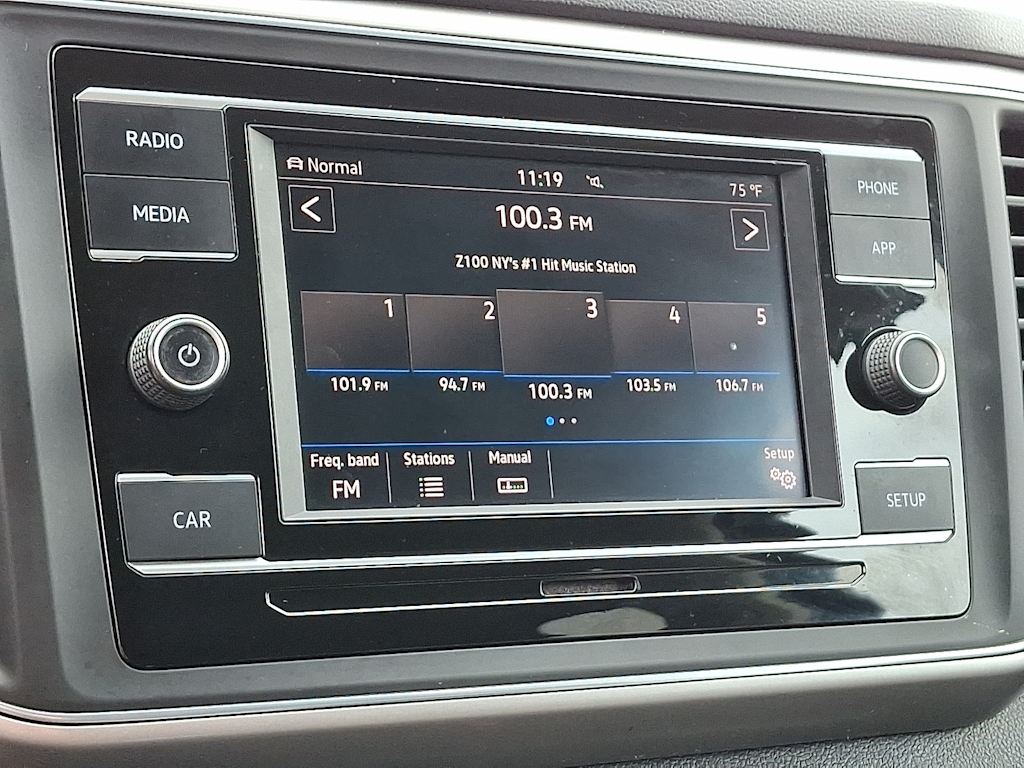 RADIO
MEDIA
CAR
PHONE
APP
SETUP
Normal
11:19
75 °F
100.3 FM
Z100 NY's #1 Hit Music Station
1 2 3 4 5
101.9 FM 94.7 FM 100.3 FM 103.5 FM 106.7 FM
Freq. band Stations Manual Setup
FM